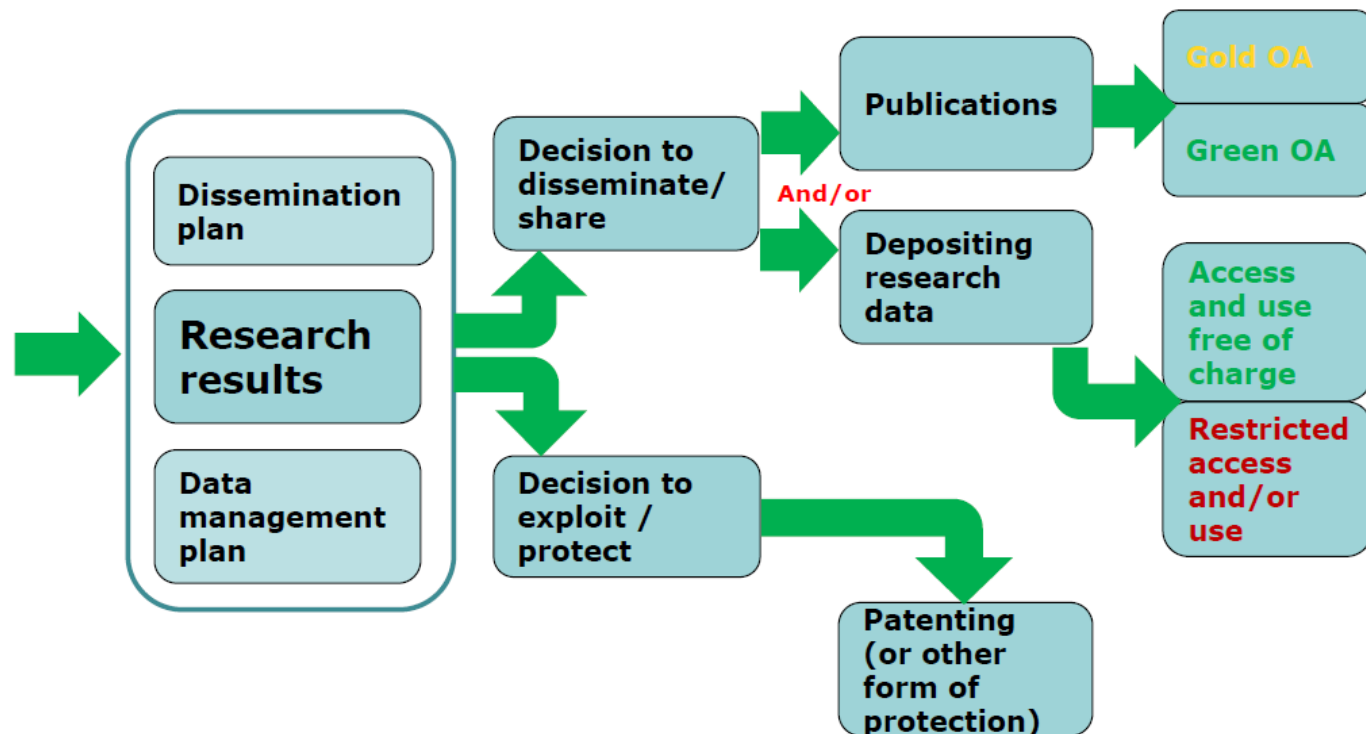 Dissemination
plan
Research
results
Data
management
plan
Decision to
disseminate/
share
Decision to
exploit /
protect
And/or
Publications
Depositing
research
data
Patenting
(or other
form of
protection)
Gold OA
Green OA
Access
and use
free of
charge
Restricted
access
and/or
use